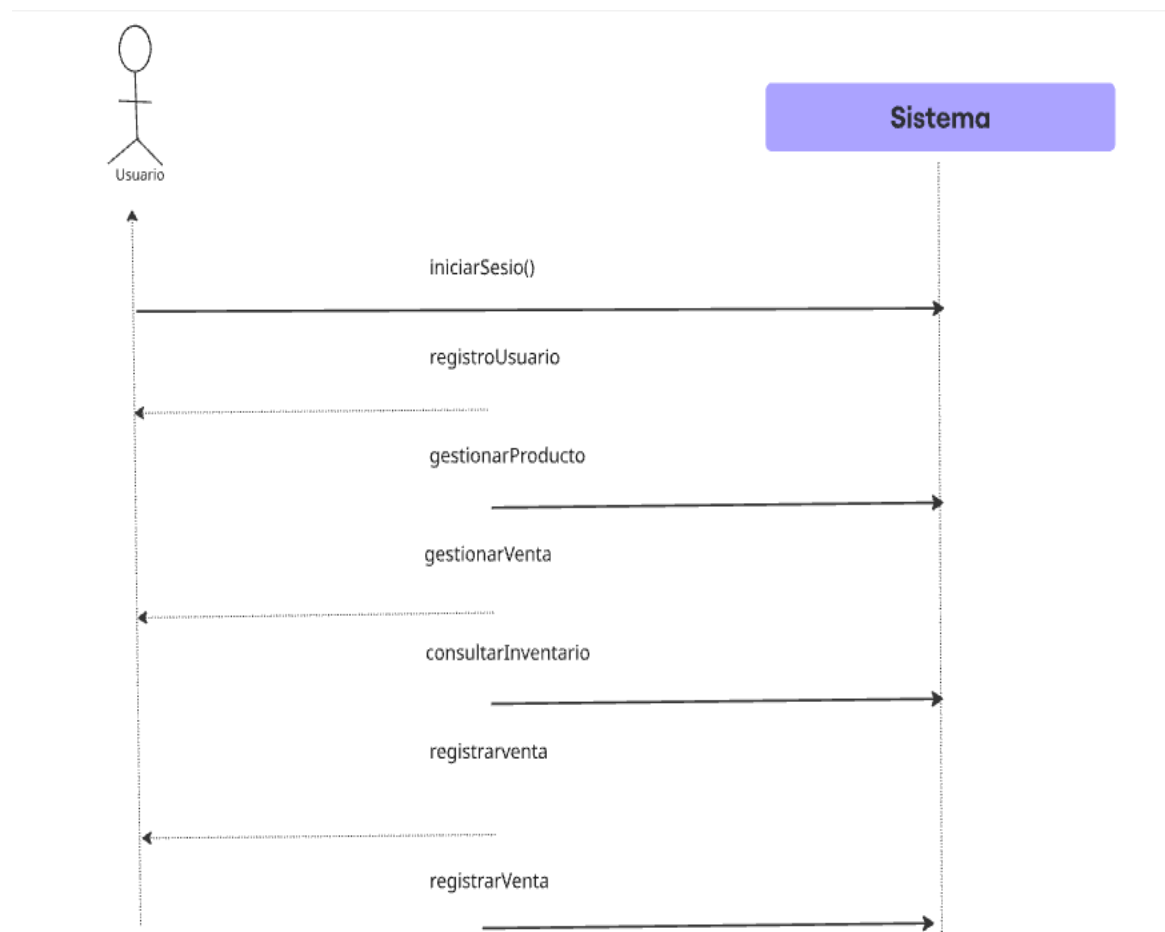 Sistema
Usuario
iniciarSesio()
registroUsuario
gestionarProducto
gestionarVenta
consultarInventario
registrarventa
registrarVenta